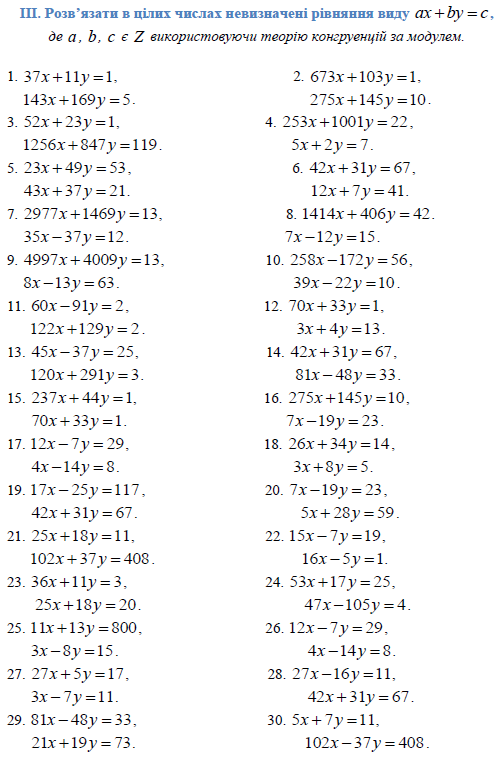 III. Розв’язати в цілих числах невизначені рівняння виду ax+by=c,
де a, b, c є Z використовуючи теорію конгруенцій за модулем.
1. 37x+11y=1,
143x+169y=5.
2. 673x+103y=1,
275x+145y=10.
3. 52x+23y=1,
1256x+847y=119.
4. 253x+1001y=22,
5x+2y=7.
5. 23x+49y=53,
43x+37y=21.
6. 42x+31y=67,
12x+7y=41.
7. 2977x+1469y=13,
35x−37y=12.
8. 1414x+406y=42.
7x−12y=15.
9. 4997x+4009y=13,
8x−13y=63.
10. 258x−172y=56,
39x−22y=10.
11. 60x−91y=2,
122x+129y=2.
12. 70x+33y=1,
3x+4y=13.
13. 45x−37y=25,
120x+291y=3.
14. 42x+31y=67,
81x−48y=33.
15. 237x+44y=1,
70x+33y=1.
16. 275x+145y=10,
7x−19y=23.
17. 12x−7y=29,
4x−14y=8.
18. 26x+34y=14,
3x+8y=5.
19. 17x−25y=117,
42x+31y=67.
20. 7x−19y=23,
5x+28y=59.
21. 25x+18y=11,
102x+37y=408.
22. 15x−7y=19,
16x−5y=1.
23. 36x+11y=3,
25x+18y=20.
24. 53x+17y=25,
47x−105y=4.
25. 11x+13y=800,
3x−8y=15.
26. 12x−7y=29,
4x−14y=8.
27. 27x+5y=17,
3x−7y=11.
28. 27x−16y=11,
42x+31y=67.
29. 81x−48y=33,
21x+19y=73.
30. 5x+7y=11,
102x−37y=408.